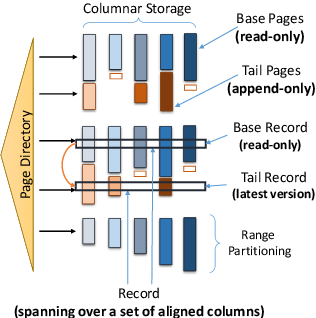 Columnar Storage
Base Pages
(read-only)
Tail Pages
(append-only)
Page Directory
Base Record
(read-only)
Tail Record
(latest version)
Range
Partitioning
Record
(spanning over a set of aligned columns)